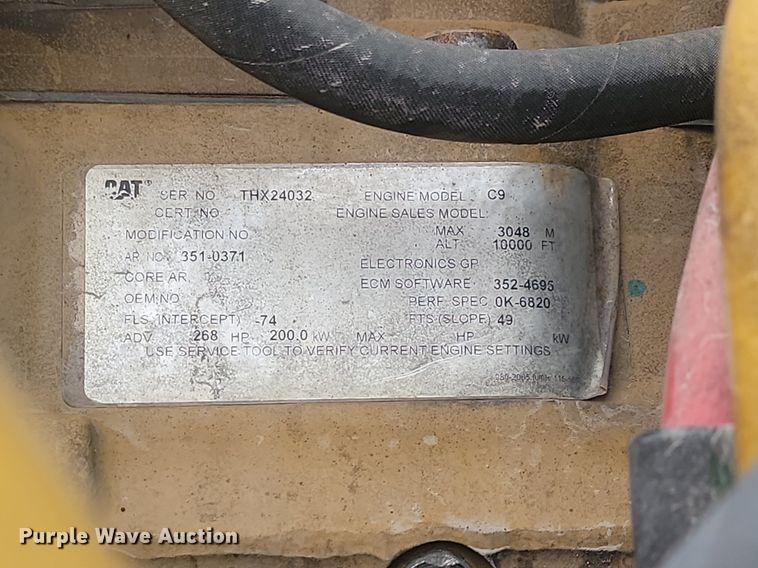 CAT® SER NO THX24032 ENGINE MODEL C9
CERT NO ENGINE SALES MODEL:
MODIFICATION NO. MAX ALT 3048 M 10000 FT
AR NO. 351-0371 ELECTRONICS GP
CORE AR ECM SOFTWARE 352-4695
OEM NO PERF SPEC 0K-6820
FLS (INTERCEPT) -74 FTS (SLOPE) 49
ADV 268 HP 200.0 kW MAX HP kW
USE SERVICE TOOL TO VERIFY CURRENT ENGINE SETTINGS
Purple Wave Auction